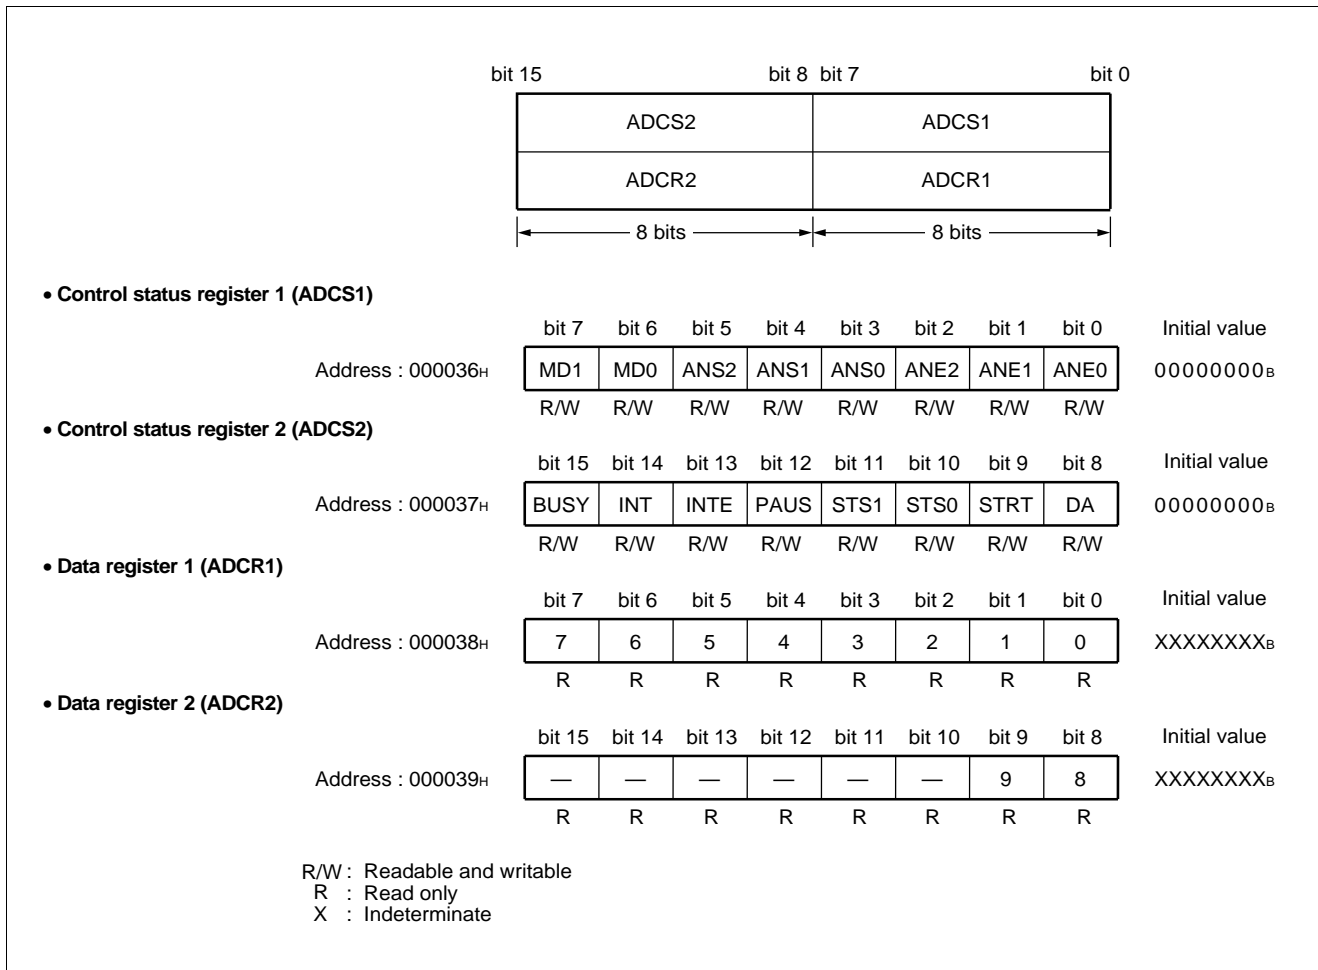 bit 15 bit 8 bit 7 bit 0
ADCS2 ADCS1
ADCR2 ADCR1
8 bits 8 bits
• Control status register 1 (ADCS1)
bit 7 bit 6 bit 5 bit 4 bit 3 bit 2 bit 1 bit 0 Initial value
Address : 000036H MD1 MD0 ANS2 ANS1 ANS0 ANE2 ANE1 ANE0 00000000B
R/W R/W R/W R/W R/W R/W R/W R/W
• Control status register 2 (ADCS2)
bit 15 bit 14 bit 13 bit 12 bit 11 bit 10 bit 9 bit 8 Initial value
Address : 000037H BUSY INT INTE PAUS STS1 STS0 STRT DA 00000000B
R/W R/W R/W R/W R/W R/W R/W R/W
• Data register 1 (ADCR1)
bit 7 bit 6 bit 5 bit 4 bit 3 bit 2 bit 1 bit 0 Initial value
Address : 000038H 7 6 5 4 3 2 1 0 XXXXXXXXB
R R R R R R R R
• Data register 2 (ADCR2)
bit 15 bit 14 bit 13 bit 12 bit 11 bit 10 bit 9 bit 8 Initial value
Address : 000039H — — — — — — 9 8 XXXXXXXXB
R R R R R R R R
R/W : Readable and writable
R : Read only
X : Indeterminate